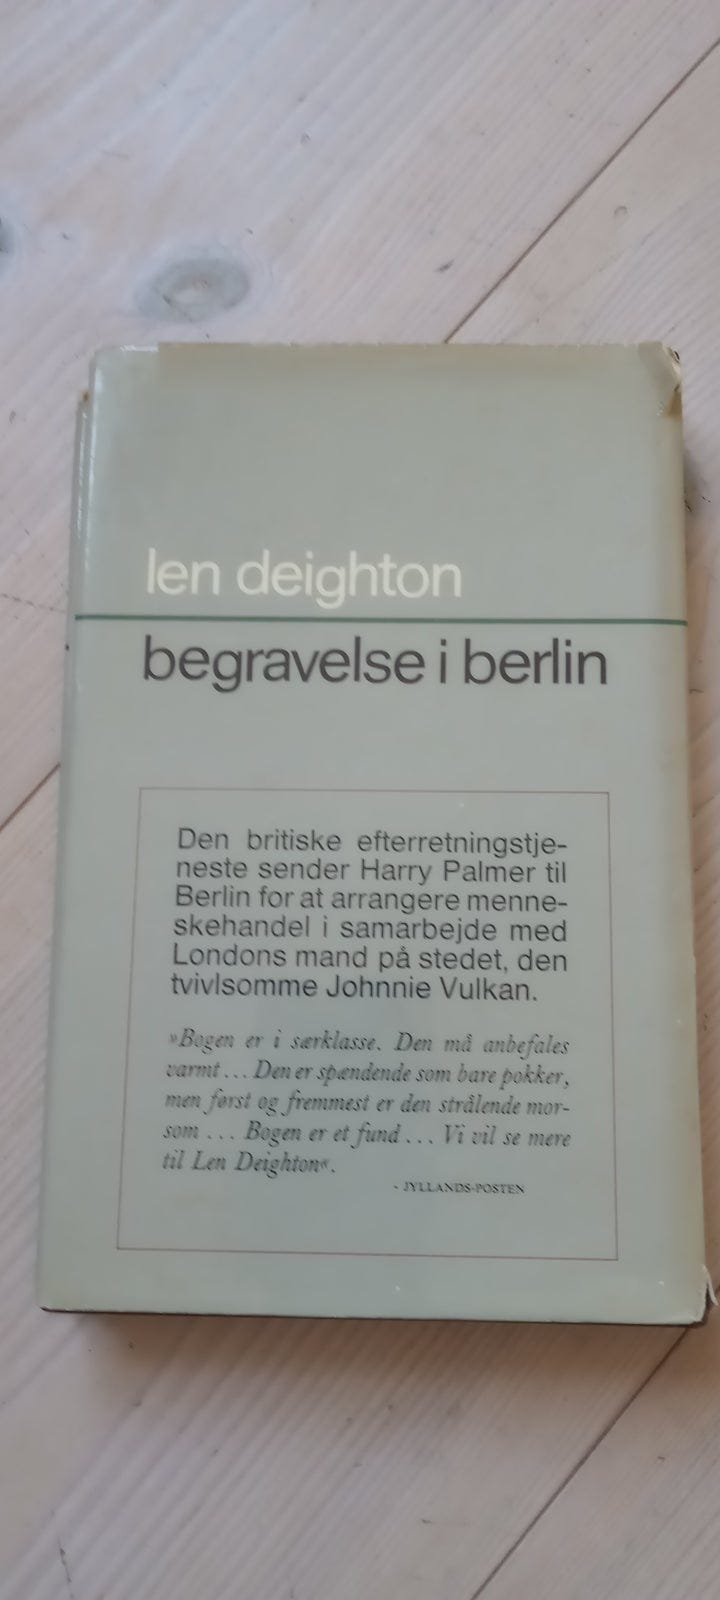 len deighton
begravelse i berlin
Den britiske efterretningstje-
neste sender Harry Palmer til
Berlin for at arrangere menne-
skehandel i samarbejde med
Londons mand på stedet, den
tvivlsomme Johnnie Vulkan.
»Bogen er i særklasse. Den må anbefales
varmt ... Den er spændende som bare pokker,
men først og fremmest er den strålende mor-
som ... Bogen er et fund ... Vi vil se mere
til Len Deighton«.
- JYLLANDS-POSTEN